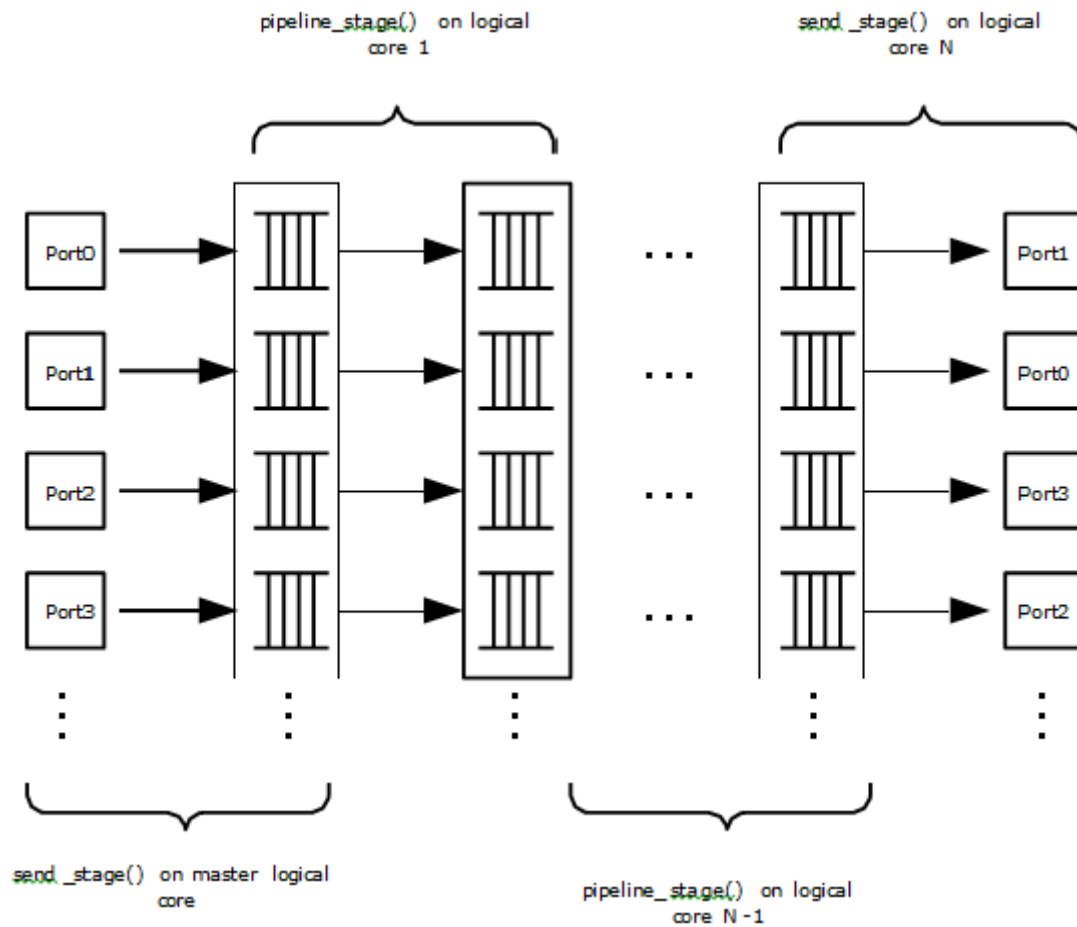 pipeline_stage() on logical
core 1
send _stage() on logical
core N
Port0
Port1
Port1
Port0
Port2
Port3
Port3
Port2
send _stage() on master logical
core
pipeline_stage() on logical
core N-1